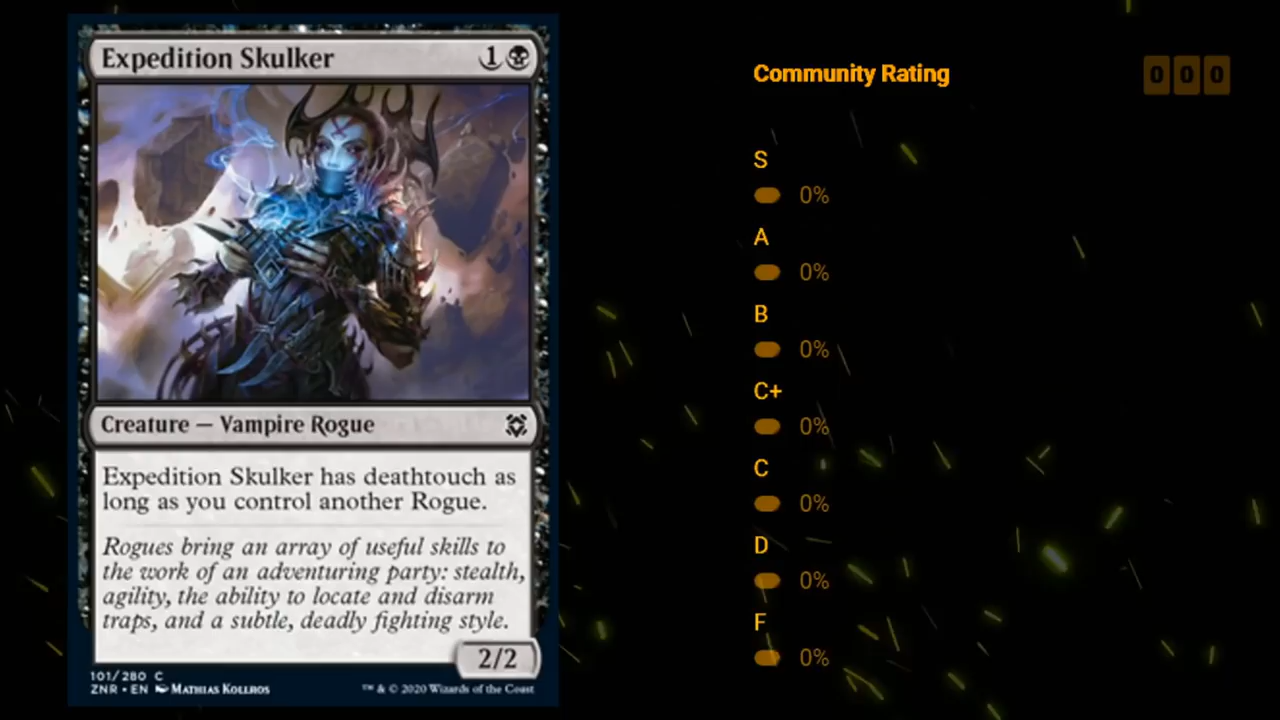 Expedition Skulker 1
Creature — Vampire Rogue
Expedition Skulker has deathtouch as
long as you control another Rogue.
Rogues bring an array of useful skills to
the work of an adventuring party: stealth,
agility, the ability to locate and disarm
traps, and a subtle, deadly fighting style.
2/2
101/280 C
ZNR • EN Mathias Kollros
™ & © 2020 Wizards of the Coast
Community Rating
000
S
0%
A
0%
B
0%
C+
0%
C
0%
D
0%
F
0%